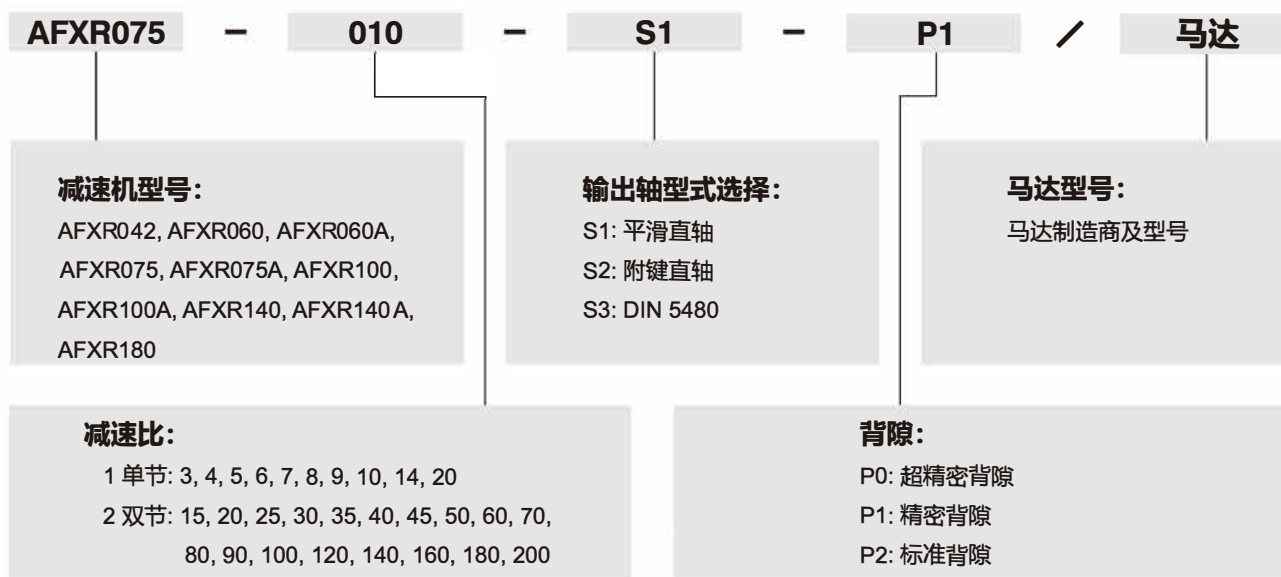 AFXR075 - 010 - S1 - P1 / 马达
减速机型号：
AFXR042, AFXR060, AFXR060A,
AFXR075, AFXR075A, AFXR100,
AFXR100A, AFXR140, AFXR140A,
AFXR180
输出轴型式选择：
S1: 平滑直轴
S2: 附键直轴
S3: DIN 5480
马达型号：
马达制造商及型号
减速比：
1 单节: 3, 4, 5, 6, 7, 8, 9, 10, 14, 20
2 双节: 15, 20, 25, 30, 35, 40, 45, 50, 60, 70,
80, 90, 100, 120, 140, 160, 180, 200
背隙：
P0: 超精密背隙
P1: 精密背隙
P2: 标准背隙